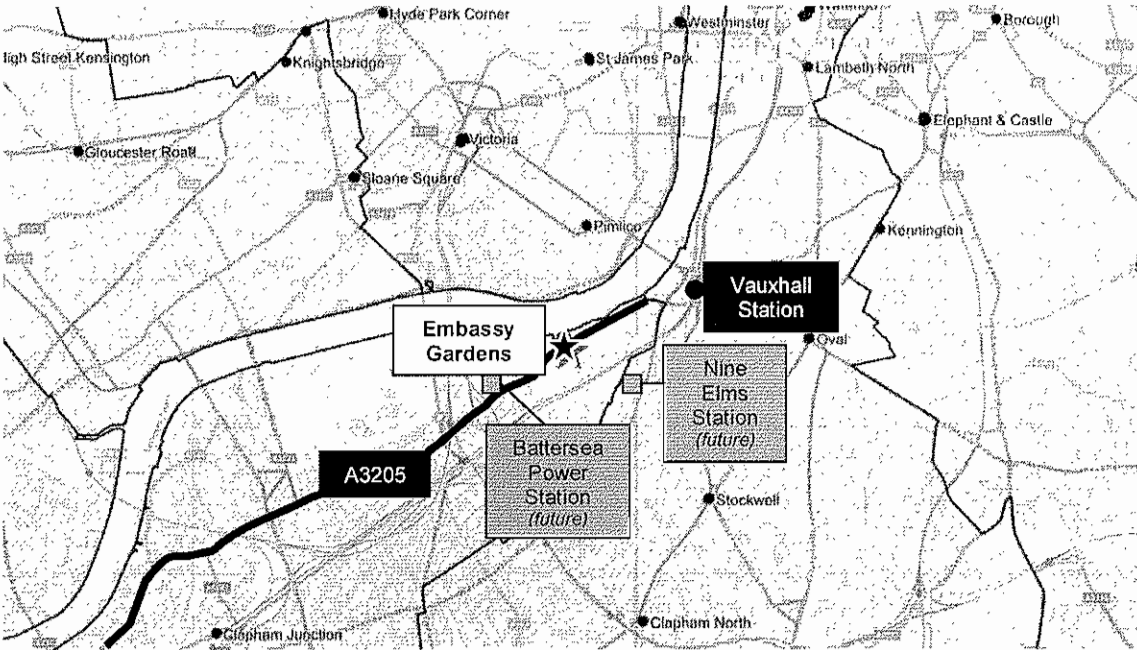 Hyde Park Corner
Westminster
Borough
High Street Kensington
Knightsbridge
St James Park
Lambeth North
Elephant & Castle
Victoria
Gloucester Road
Sloane Square
Pimlico
Kennington
Vauxhall
Station
Embassy
Gardens
Oval
Nine
Elms
Station
(future)
Battersea
Power
Station
(future)
A3205
Stockwell
Clapham North
Clapham Junction